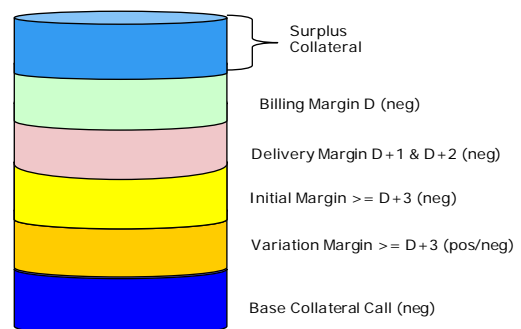 Surplus
Collateral
Billing Margin D (neg)
Delivery Margin D+1 & D+2 (neg)
Initial Margin >= D+3 (neg)
Variation Margin >= D+3 (pos/neg)
Base Collateral Call (neg)